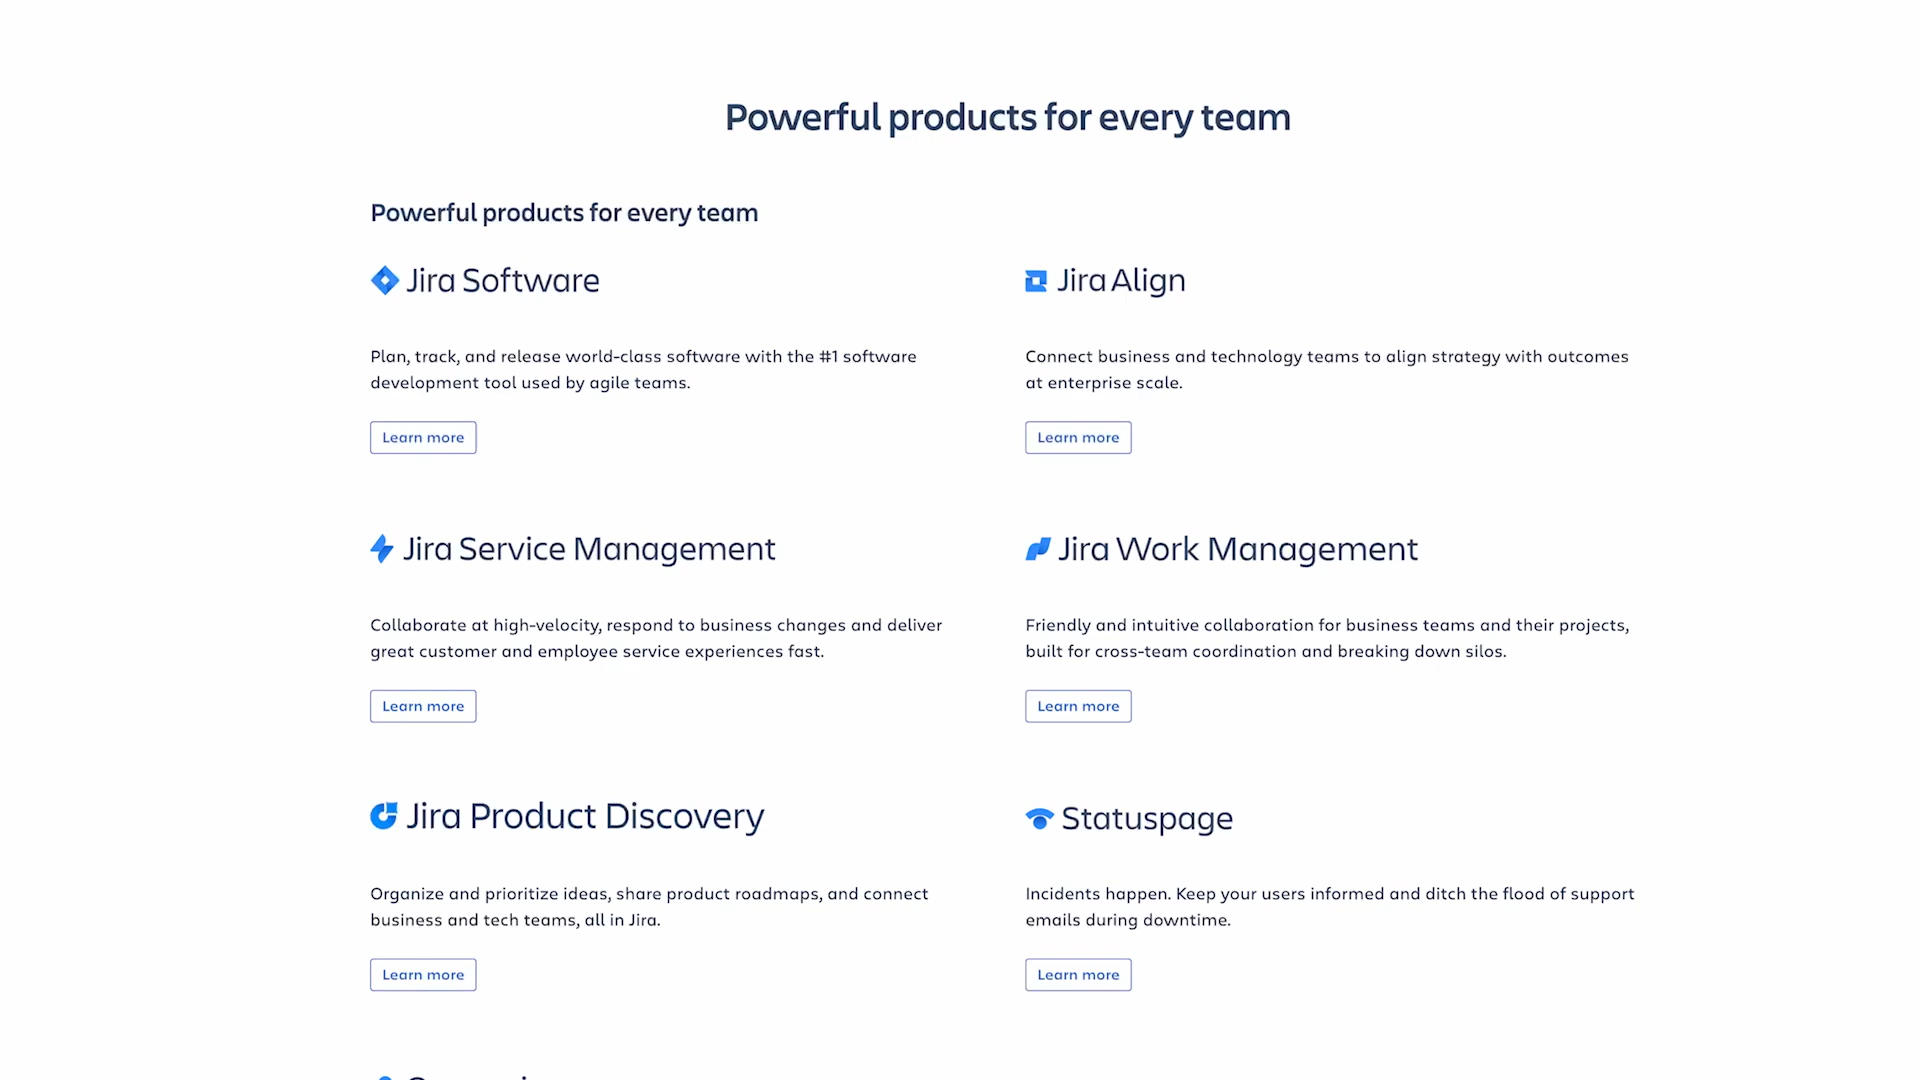 Powerful products for every team
Powerful products for every team
Jira Software
Plan, track, and release world-class software with the #1 software
development tool used by agile teams.
Learn more
Jira Align
Connect business and technology teams to align strategy with outcomes
at enterprise scale.
Learn more
Jira Service Management
Collaborate at high-velocity, respond to business changes and deliver
great customer and employee service experiences fast.
Learn more
Jira Work Management
Friendly and intuitive collaboration for business teams and their projects,
built for cross-team coordination and breaking down silos.
Learn more
Jira Product Discovery
Organize and prioritize ideas, share product roadmaps, and connect
business and tech teams, all in Jira.
Learn more
Statuspage
Incidents happen. Keep your users informed and ditch the flood of support
emails during downtime.
Learn more